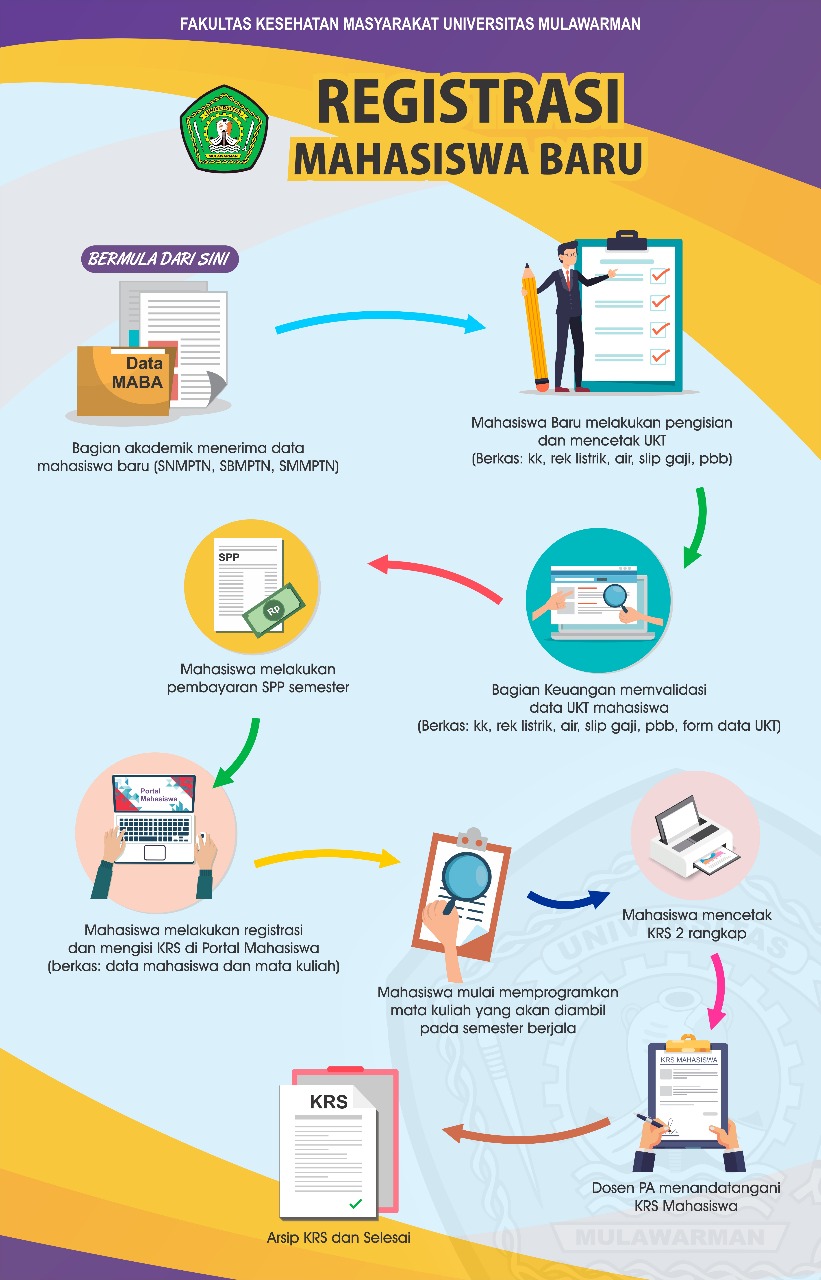 FAKULTAS KESEHATAN MASYARAKAT UNIVERSITAS MULAWARMAN
REGISTRASI
MAHASISWA BARU
BERMULA DARI SINI
Data
MABA
Bagian akademik menerima data
mahasiswa baru (SNMPTN, SBMPTN, SMMPTN)
Mahasiswa Baru melakukan pengisian
dan mencetak UKT
(Berkas: kk, rek listrik, air, slip gaji, pbb)
Bagian Keuangan memvalidasi
data UKT mahasiswa
(Berkas: kk, rek listrik, air, slip gaji, pbb, form data UKT)
SPP
RP
Mahasiswa melakukan
pembayaran SPP semester
Portal
Mahasiswa
Mahasiswa melakukan registrasi
dan mengisi KRS di Portal Mahasiswa
(berkas: data mahasiswa dan mata kuliah)
Mahasiswa mulai memprogramkan
mata kuliah yang akan diambil
pada semester berjala
Mahasiswa mencetak
KRS 2 rangkap
KRS MAHASISWA
Dosen PA menandatangani
KRS Mahasiswa
KRS
Arsip KRS dan Selesai
UNIVERSITAS
MULAWARMAN